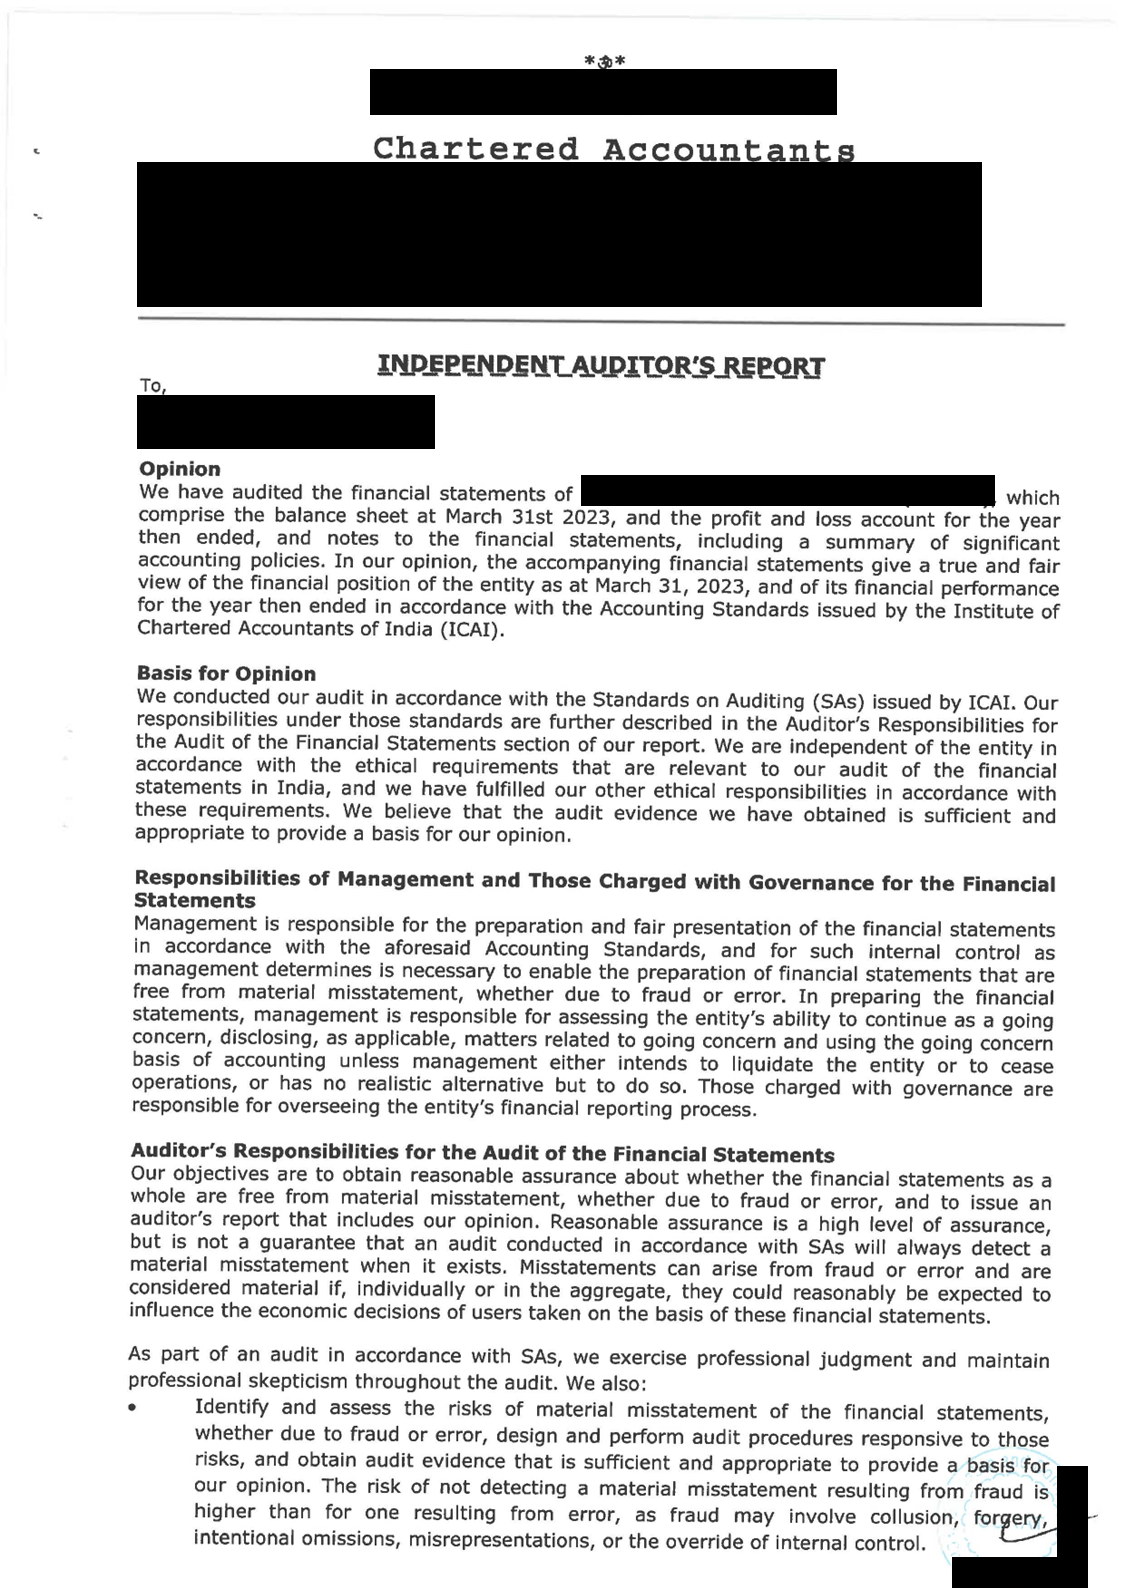 *ॐ*
Chartered Accountants
INDEPENDENT AUDITOR'S REPORT
To,
Opinion
We have audited the financial statements of which
comprise the balance sheet at March 31st 2023, and the profit and loss account for the year
then ended, and notes to the financial statements, including a summary of significant
accounting policies. In our opinion, the accompanying financial statements give a true and fair
view of the financial position of the entity as at March 31, 2023, and of its financial performance
for the year then ended in accordance with the Accounting Standards issued by the Institute of
Chartered Accountants of India (ICAI).
Basis for Opinion
We conducted our audit in accordance with the Standards on Auditing (SAs) issued by ICAI. Our
responsibilities under those standards are further described in the Auditor's Responsibilities for
the Audit of the Financial Statements section of our report. We are independent of the entity in
accordance with the ethical requirements that are relevant to our audit of the financial
statements in India, and we have fulfilled our other ethical responsibilities in accordance with
these requirements. We believe that the audit evidence we have obtained is sufficient and
appropriate to provide a basis for our opinion.
Responsibilities of Management and Those Charged with Governance for the Financial
Statements
Management is responsible for the preparation and fair presentation of the financial statements
in accordance with the aforesaid Accounting Standards, and for such internal control as
management determines is necessary to enable the preparation of financial statements that are
free from material misstatement, whether due to fraud or error. In preparing the financial
statements, management is responsible for assessing the entity's ability to continue as a going
concern, disclosing, as applicable, matters related to going concern and using the going concern
basis of accounting unless management either intends to liquidate the entity or to cease
operations, or has no realistic alternative but to do so. Those charged with governance are
responsible for overseeing the entity's financial reporting process.
Auditor's Responsibilities for the Audit of the Financial Statements
Our objectives are to obtain reasonable assurance about whether the financial statements as a
whole are free from material misstatement, whether due to fraud or error, and to issue an
auditor's report that includes our opinion. Reasonable assurance is a high level of assurance,
but is not a guarantee that an audit conducted in accordance with SAs will always detect a
material misstatement when it exists. Misstatements can arise from fraud or error and are
considered material if, individually or in the aggregate, they could reasonably be expected to
influence the economic decisions of users taken on the basis of these financial statements.
As part of an audit in accordance with SAs, we exercise professional judgment and maintain
professional skepticism throughout the audit. We also:
• Identify and assess the risks of material misstatement of the financial statements,
whether due to fraud or error, design and perform audit procedures responsive to those
risks, and obtain audit evidence that is sufficient and appropriate to provide a basis for
our opinion. The risk of not detecting a material misstatement resulting from fraud is
higher than for one resulting from error, as fraud may involve collusion, forgery,
intentional omissions, misrepresentations, or the override of internal control.